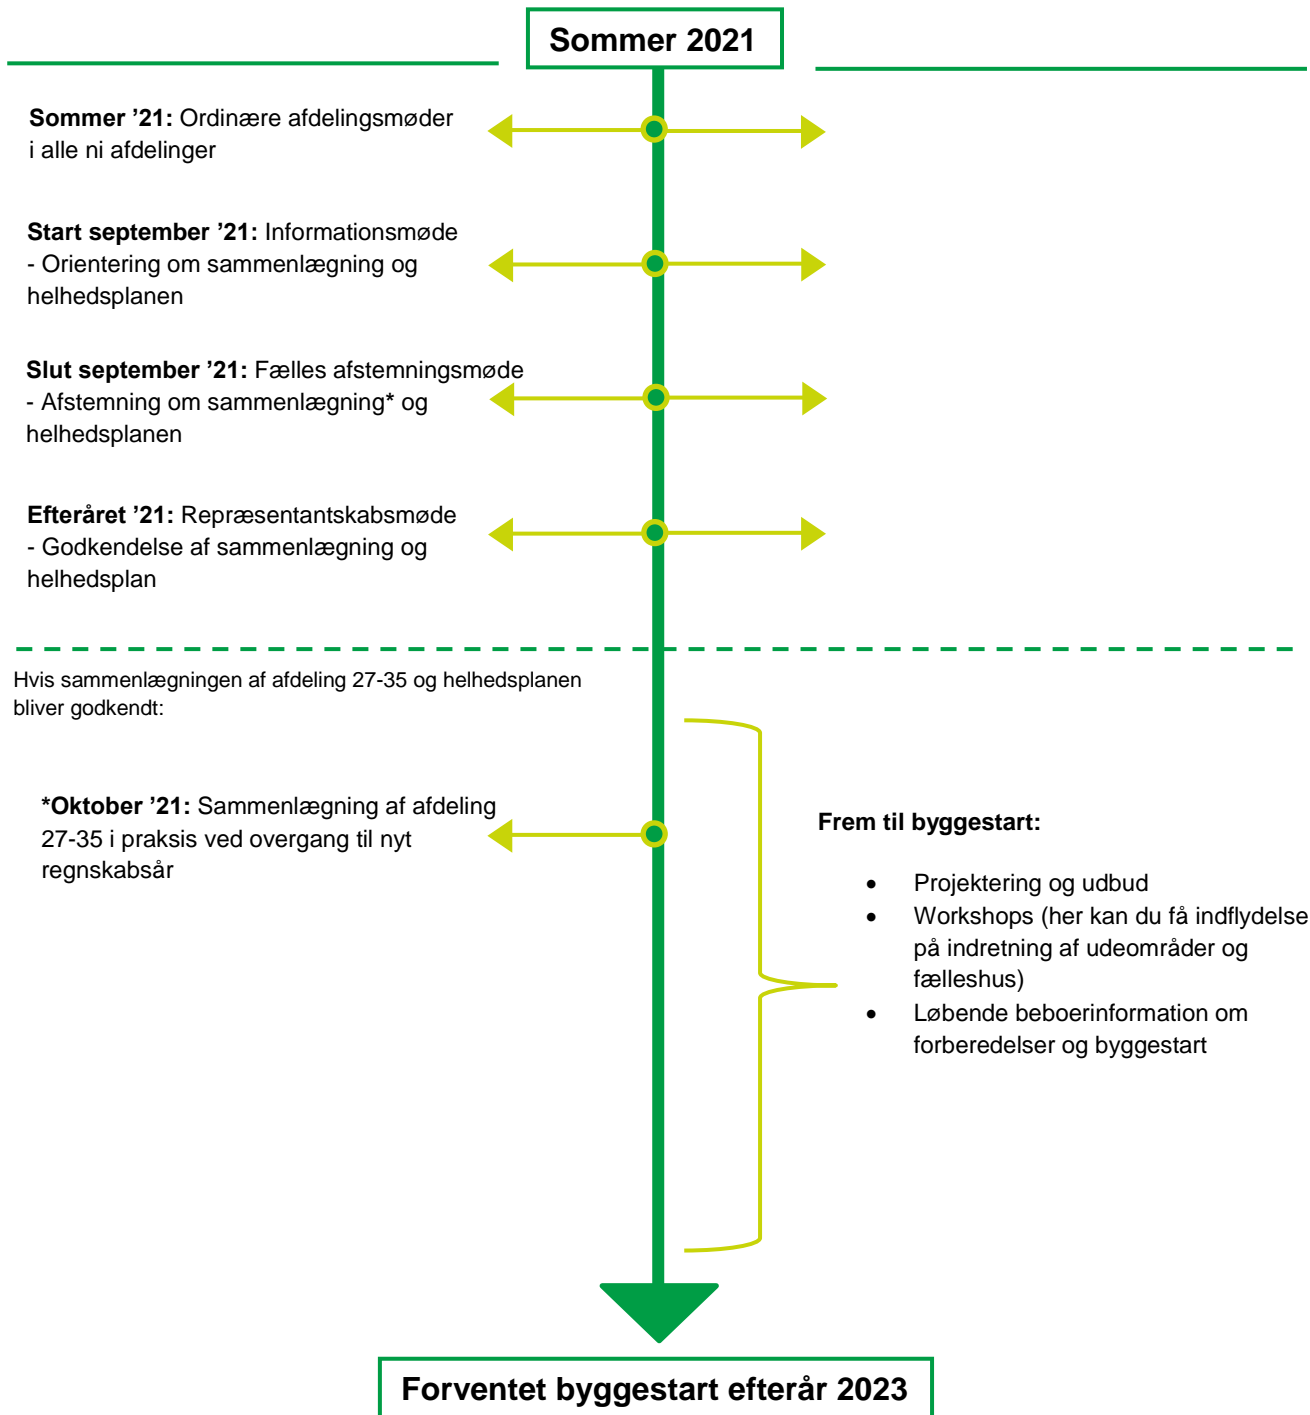 Sommer 2021
Sommer ’21: Ordinære afdelingsmøder
i alle ni afdelinger
Start september ’21: Informationsmøde
- Orientering om sammenlægning og
helhedsplanen
Slut september ’21: Fælles afstemningsmøde
- Afstemning om sammenlægning* og
helhedsplanen
Efteråret ’21: Repræsentantskabsmøde
- Godkendelse af sammenlægning og
helhedsplan
Hvis sammenlægningen af afdeling 27-35 og helhedsplanen
bliver godkendt:
*Oktober ’21: Sammenlægning af afdeling
27-35 i praksis ved overgang til nyt
regnskabsår
Frem til byggestart:
• Projektering og udbud
• Workshops (her kan du få indflydelse
på indretning af udeområder og
fælleshus)
• Løbende beboerinformation om
forberedelser og byggestart
Forventet byggestart efterår 2023